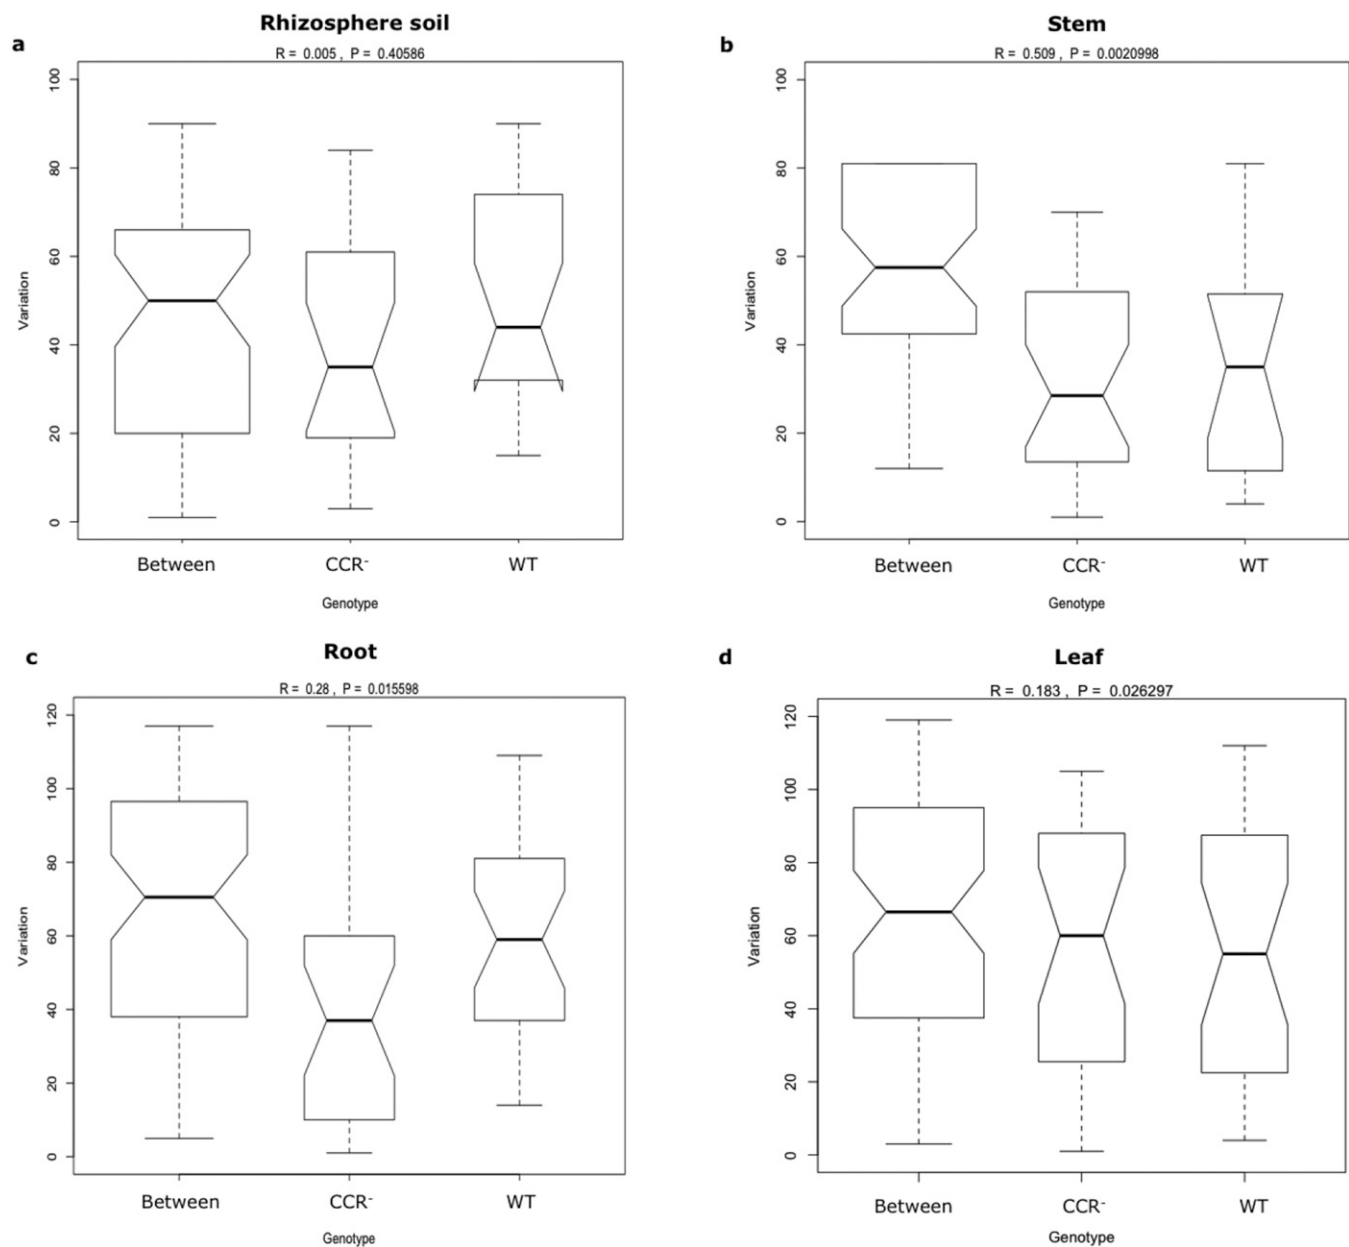 a
Rhizosphere soil
R = 0.005 , P = 0.40586
100
80
60
40
20
0
Variation
Between
CCR-
WT
Genotype
b
Stem
R = 0.509 , P = 0.0020998
100
80
60
40
20
0
Variation
Between
CCR-
WT
Genotype
c
Root
R = 0.28 , P = 0.015598
120
100
80
60
40
20
0
Variation
Between
CCR-
WT
Genotype
d
Leaf
R = 0.183 , P = 0.026297
120
100
80
60
40
20
0
Variation
Between
CCR-
WT
Genotype